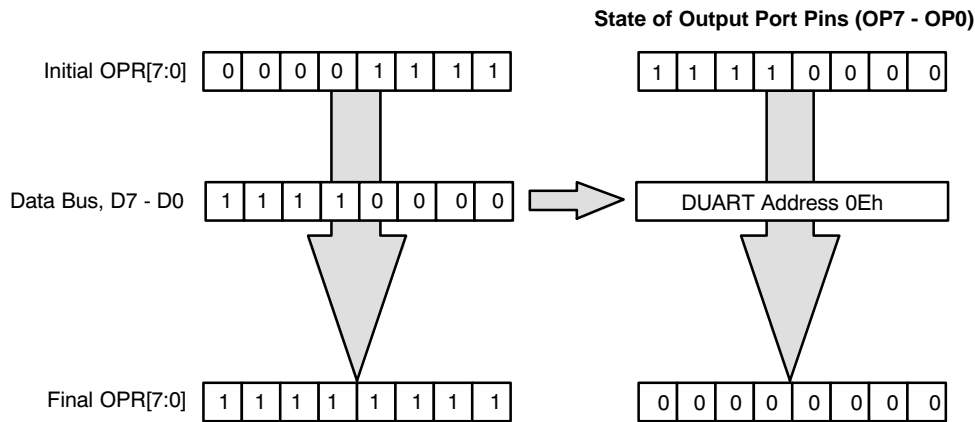 State of Output Port Pins (OP7 - OP0)
Initial OPR[7:0] 0 0 0 0 1 1 1 1 1 1 1 1 0 0 0 0
Data Bus, D7 - D0 1 1 1 1 0 0 0 0 DUART Address 0Eh
Final OPR[7:0] 1 1 1 1 1 1 1 1 0 0 0 0 0 0 0 0